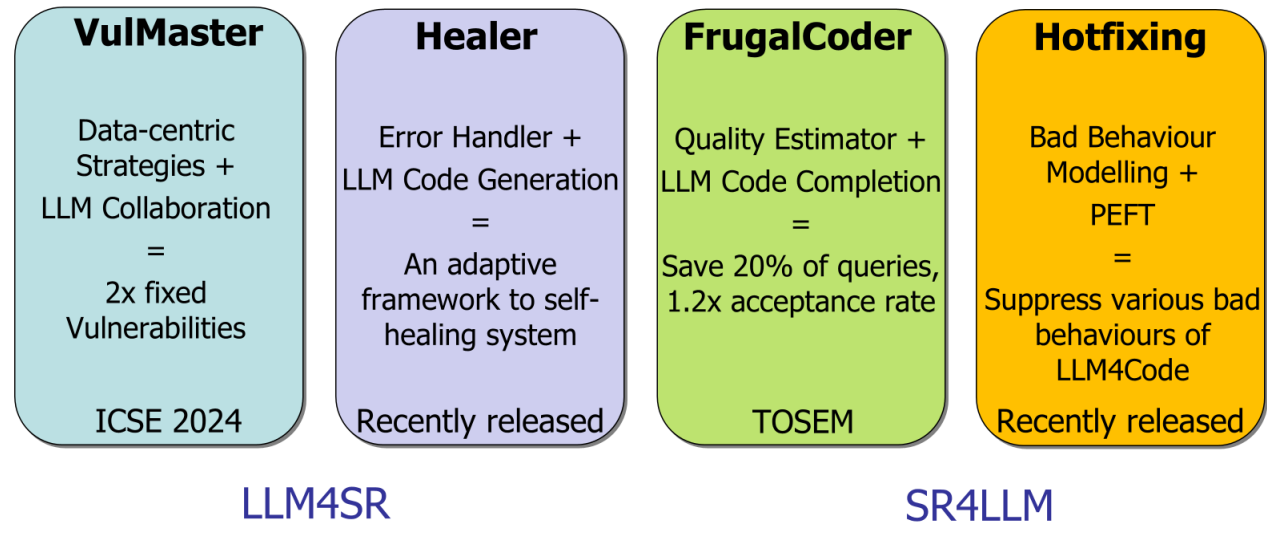 VulMaster
Data-centric
Strategies +
LLM Collaboration
=
2x fixed
Vulnerabilities
ICSE 2024
Healer
Error Handler +
LLM Code Generation
=
An adaptive
framework to self-
healing system
Recently released
FrugalCoder
Quality Estimator +
LLM Code Completion
=
Save 20% of queries,
1.2x acceptance rate
TOSEM
Hotfixing
Bad Behaviour
Modelling +
PEFT
=
Suppress various bad
behaviours of
LLM4Code
Recently released
LLM4SR
SR4LLM